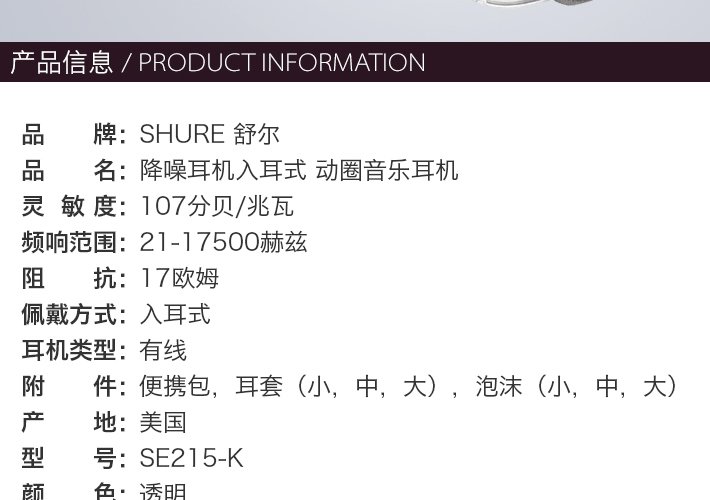 产品信息 / PRODUCT INFORMATION
品牌：SHURE 舒尔
品名：降噪耳机入耳式 动圈音乐耳机
灵敏度：107分贝/兆瓦
频响范围：21-17500赫兹
阻抗：17欧姆
佩戴方式：入耳式
耳机类型：有线
附件：便携包，耳套（小，中，大），泡沫（小，中，大）
产地：美国
型号：SE215-K
颜色：透明